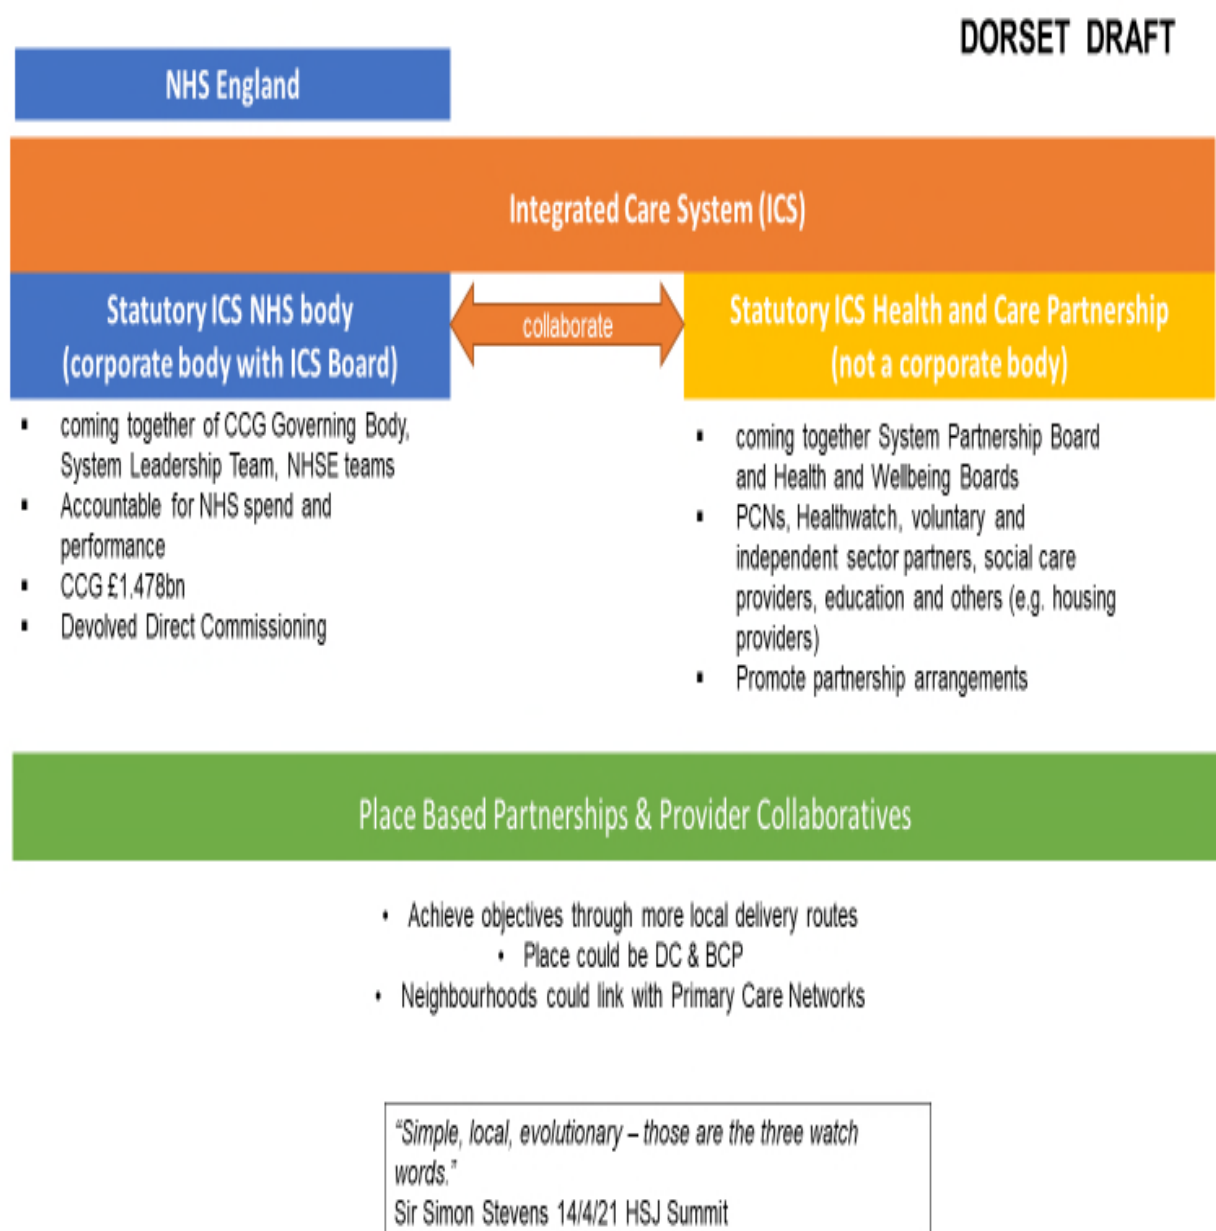 DORSET DRAFT
NHS England
Integrated Care System (ICS)
Statutory ICS NHS body
(corporate body with ICS Board)
collaborate
Statutory ICS Health and Care Partnership
(not a corporate body)
▪ coming together of CCG Governing Body,
System Leadership Team, NHSE teams
▪ Accountable for NHS spend and
performance
▪ CCG £1.478bn
▪ Devolved Direct Commissioning
▪ coming together System Partnership Board
and Health and Wellbeing Boards
▪ PCNs, Healthwatch, voluntary and
independent sector partners, social care
providers, education and others (e.g. housing
providers)
▪ Promote partnership arrangements
Place Based Partnerships & Provider Collaboratives
• Achieve objectives through more local delivery routes
• Place could be DC & BCP
• Neighbourhoods could link with Primary Care Networks
“Simple, local, evolutionary – those are the three watch
words.”
Sir Simon Stevens 14/4/21 HSJ Summit